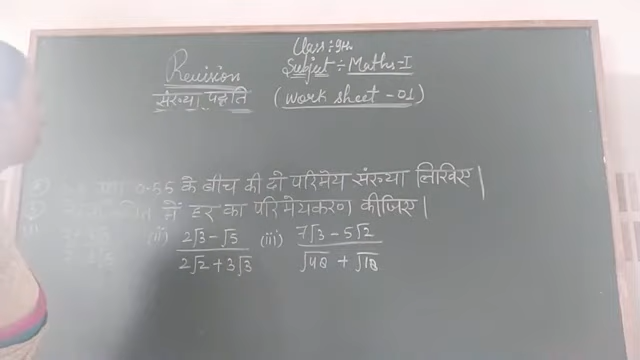 Class:- 9th
Revision Subject ÷ Maths-I
संख्या पद्धति (work sheet - 01)
0.55 के बीच की दो परिमेय संख्या लिखिए।
में हर का परिमेयकरण कीजिए।
(ii) 2√3 - √5 / 2√2 + 3√3 (iii) 7√3 - 5√2 / √48 + √18